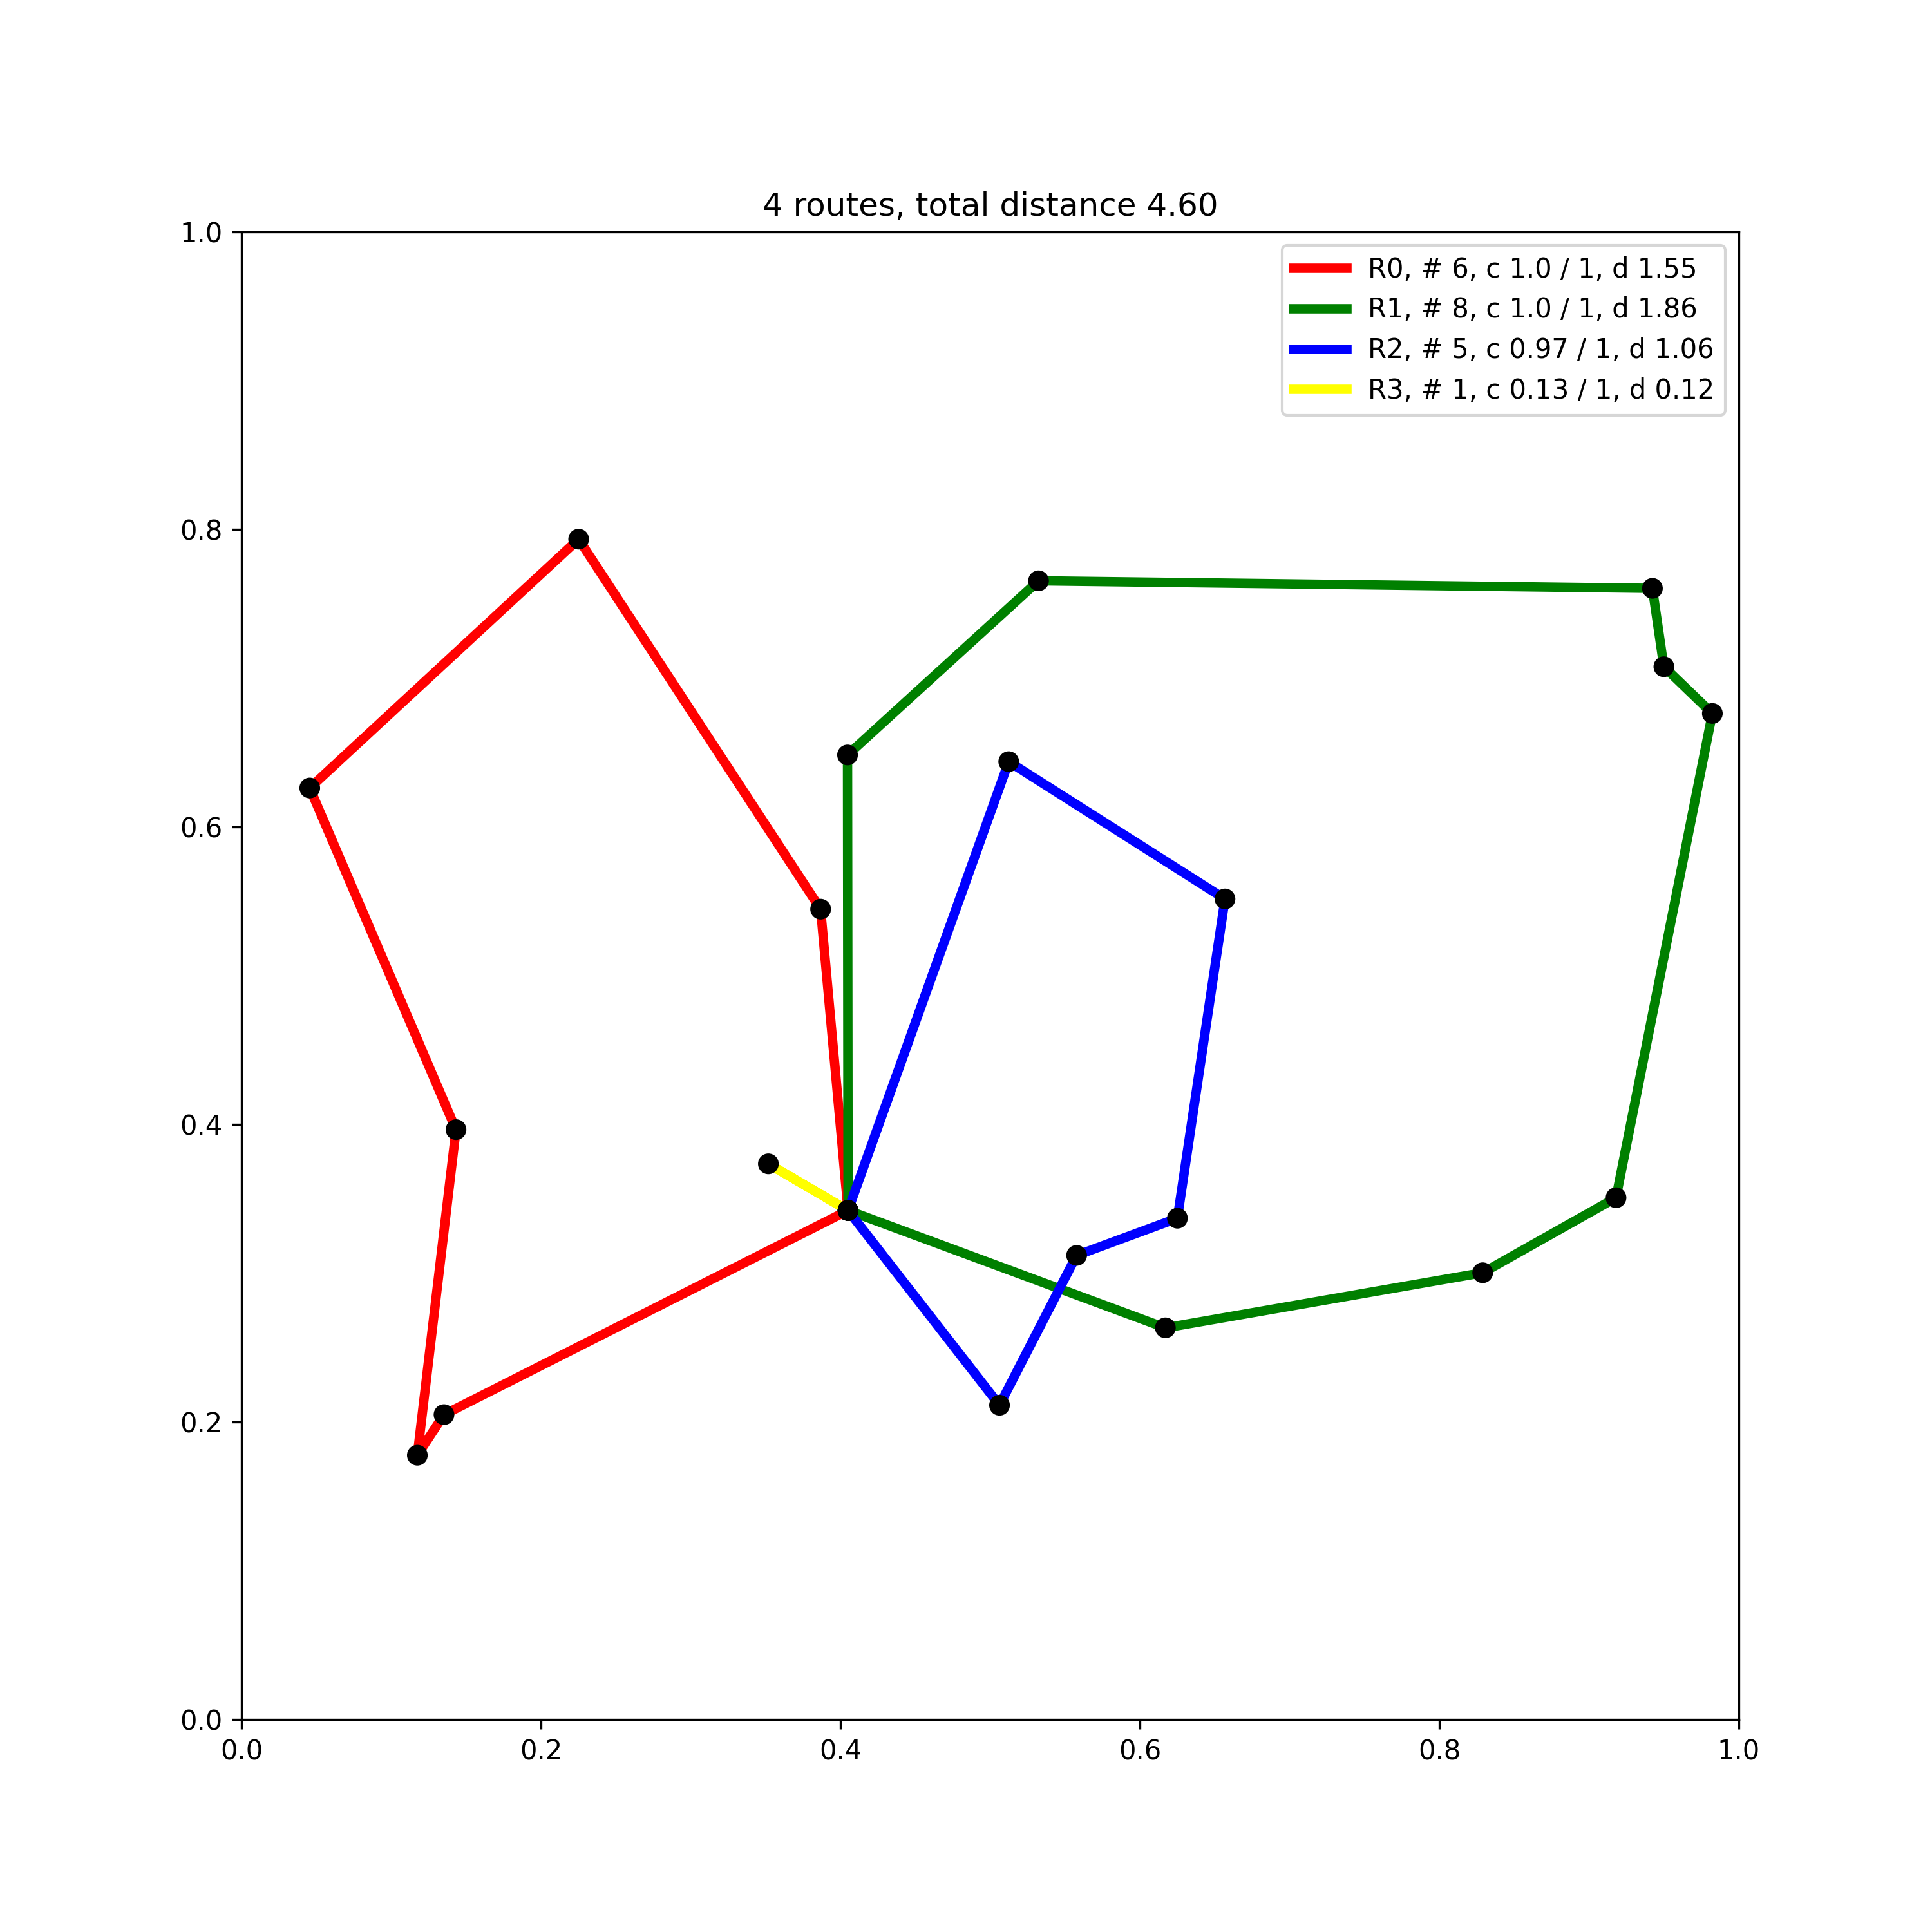 4 routes, total distance 4.60
R0, # 6, c 1.0 / 1, d 1.55
R1, # 8, c 1.0 / 1, d 1.86
R2, # 5, c 0.97 / 1, d 1.06
R3, # 1, c 0.13 / 1, d 0.12
1.0
0.8
0.6
0.4
0.2
0.0
0.0 0.2 0.4 0.6 0.8 1.0